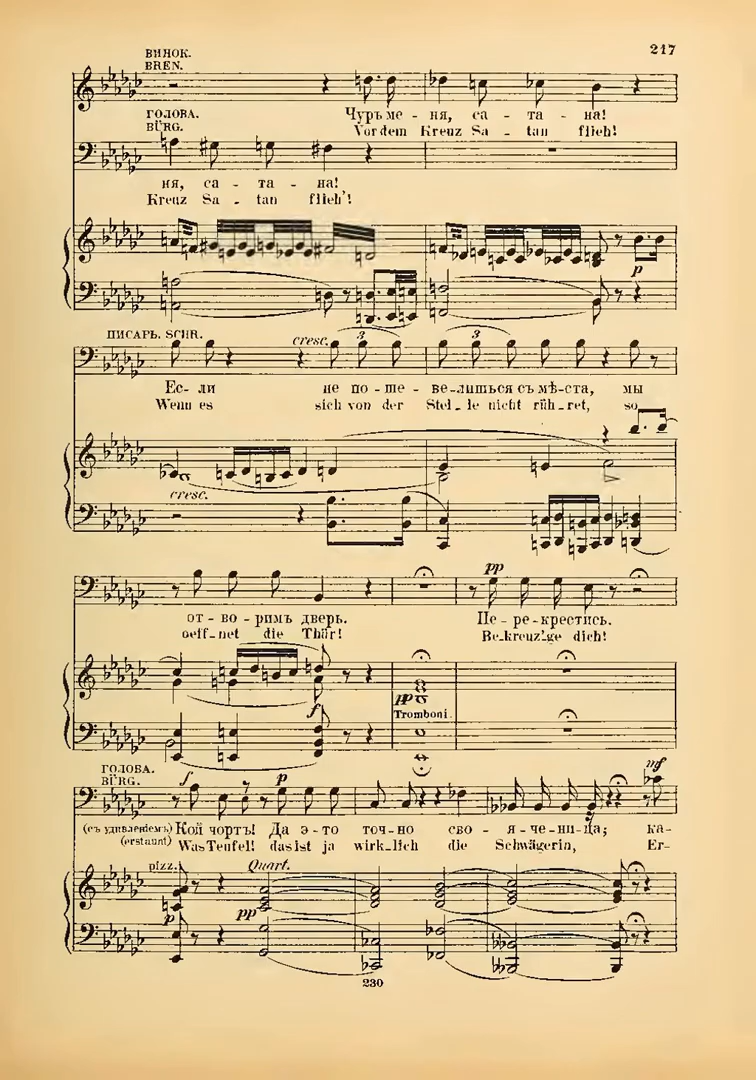 217
ВИНОК.
BREN.
Чуръ ме - ня, са - та - на!
Vor dem Kreuz Sa - tan flieh!
ГОЛОВА.
BÜRG.
ня, са - та - на!
Kreuz Sa - tan flieh'!
p
ПИСАРЬ. SCHR.
cresc.
3
3
Ес - ли не по - ше - ве - лишься съ мѣ - ста, мы
Wenn es sich von der Stel - le nicht rüh - ret, so
cresc.
pp
от - во - римъ дверь. Пе - ре - крестись.
oeff - net die Thür! Be - kreuz'ge dich!
f
pp
Tromboni.
ГОЛОВА.
BÜRG.
f
p
mf
(съ удивленіемъ) Кой чортъ! Да э - то точ - но сво - я - че - ни - ца; ка-
(erstaunt) Was Teufel! das ist ja wirk - lich die Schwägerin, Er-
pizz.
Quart.
p
pp
230